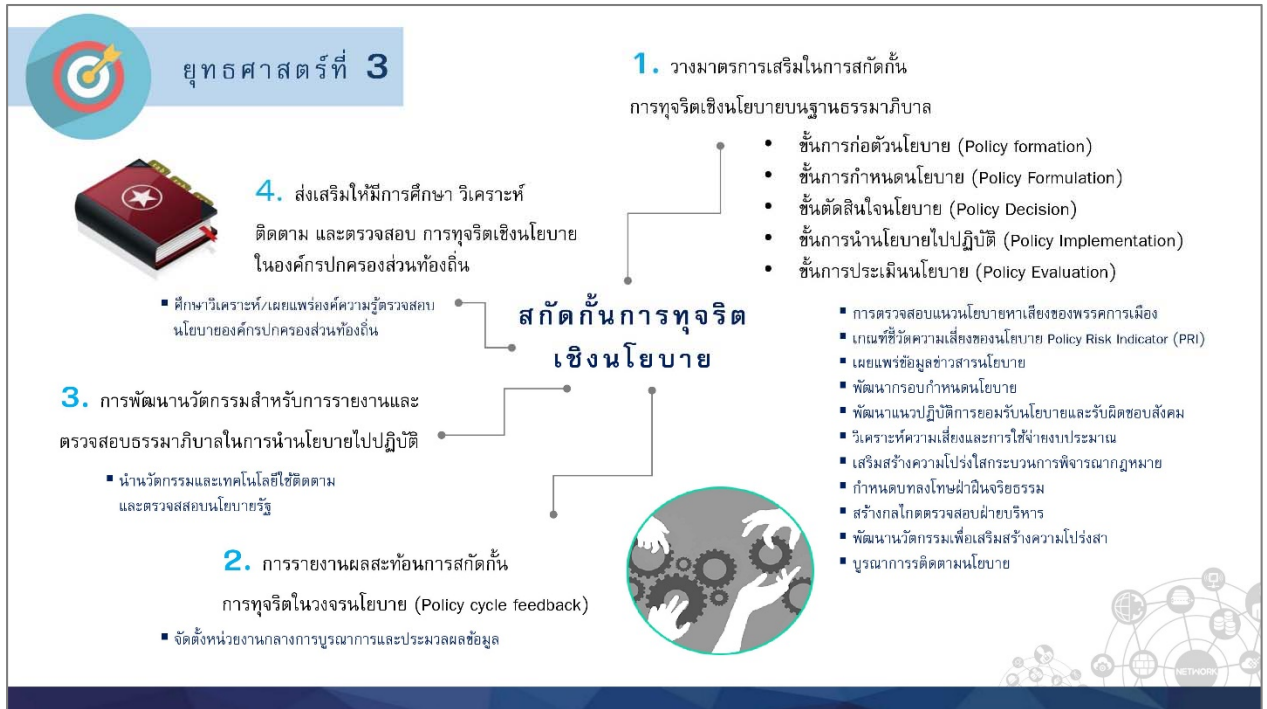 ยุทธศาสตร์ที่ 3
1. วางมาตรการเสริมในการสกัดกั้น
การทุจริตเชิงนโยบายบนฐานธรรมาภิบาล
• ขั้นการก่อตัวนโยบาย (Policy formation)
• ขั้นการกำหนดนโยบาย (Policy Formulation)
• ขั้นตัดสินใจนโยบาย (Policy Decision)
• ขั้นการนำนโยบายไปปฏิบัติ (Policy Implementation)
• ขั้นการประเมินนโยบาย (Policy Evaluation)
▪ การตรวจสอบแนวนโยบายหาเสียงของพรรคการเมือง
▪ เกณฑ์ชี้วัดความเสี่ยงของนโยบาย Policy Risk Indicator (PRI)
▪ เผยแพร่ข้อมูลข่าวสารนโยบาย
▪ พัฒนากรอบกำหนดนโยบาย
▪ พัฒนาแนวปฏิบัติการยอมรับนโยบายและรับผิดชอบสังคม
▪ วิเคราะห์ความเสี่ยงและการใช้จ่ายงบประมาณ
▪ เสริมสร้างความโปร่งใสกระบวนการพิจารณากฎหมาย
▪ กำหนดบทลงโทษฝ่าฝืนจริยธรรม
▪ สร้างกลไกตตรวจสอบฝ่ายบริหาร
▪ พัฒนานวัตกรรมเพื่อเสริมสร้างความโปร่งสา
▪ บูรณาการรติดตามนโยบาย
สกัดกั้นการทุจริต
เชิงนโยบาย
4. ส่งเสริมให้มีการศึกษา วิเคราะห์
ติดตาม และตรวจสอบ การทุจริตเชิงนโยบาย
ในองค์กรปกครองส่วนท้องถิ่น
▪ ศึกษาวิเคราะห์/เผยแพร่องค์ความรู้ตรวจสอบ
นโยบายองค์กรปกครองส่วนท้องถิ่น
3. การพัฒนานวัตกรรมสำหรับการรายงานและ
ตรวจสอบธรรมาภิบาลในการนำนโยบายไปปฏิบัติ
▪ นำนวัตกรรมและเทคโนโลยีใช้ติดตาม
และตรวจสสอบนโยบายรัฐ
2. การรายงานผลสะท้อนการสกัดกั้น
การทุจริตในวงจรนโยบาย (Policy cycle feedback)
▪ จัดตั้งหน่วยงานกลางการบูรณาการและประมวลผลข้อมูล
NETWORK